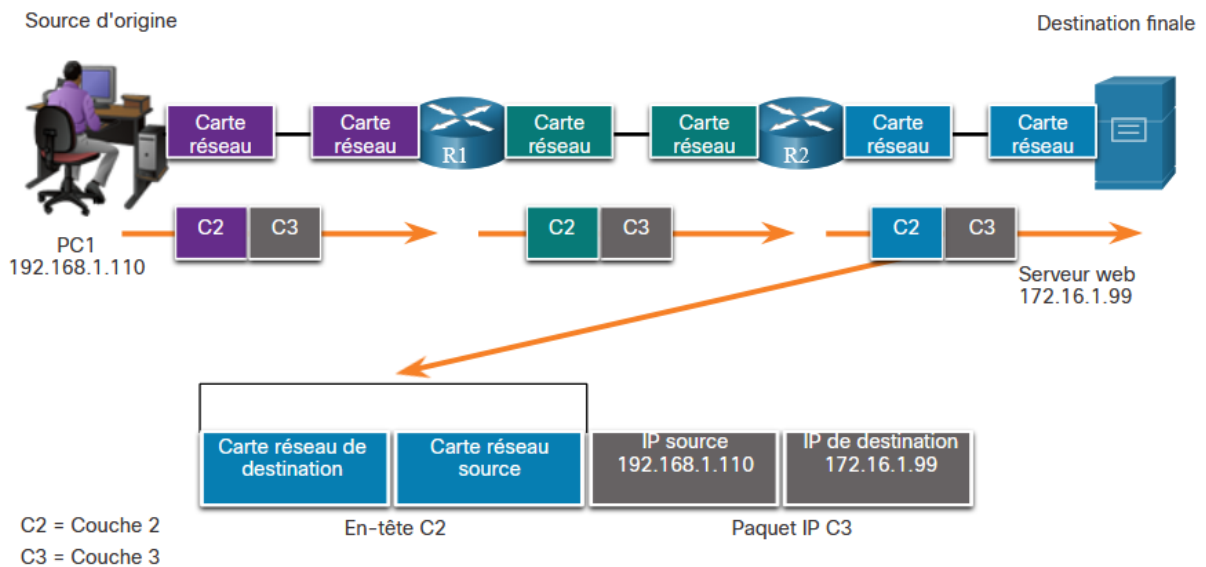 Source d'origine
Destination finale
Carte
réseau
Carte
réseau
R1
Carte
réseau
Carte
réseau
R2
Carte
réseau
Carte
réseau
C2
C3
C2
C3
C2
C3
PC1
192.168.1.110
Serveur web
172.16.1.99
Carte réseau de
destination
Carte réseau
source
IP source
192.168.1.110
IP de destination
172.16.1.99
En-tête C2
Paquet IP C3
C2 = Couche 2
C3 = Couche 3